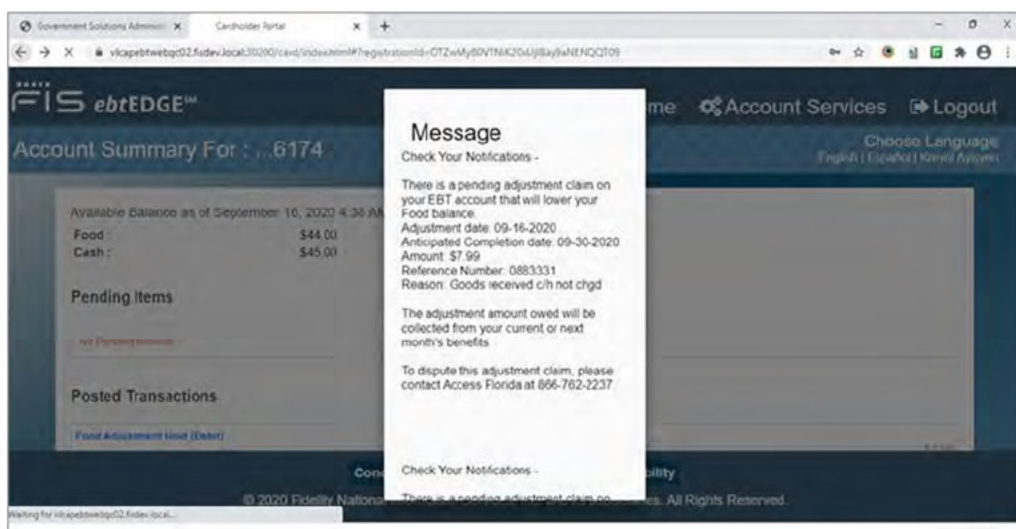 Government Solutions Administ
Cardholder Portal
FIS ebtEDGE℠
me Account Services Logout
Account Summary For : ...6174
Choose Language
English | Español | Kreyol Ayisyen
Available Balance as of September 16, 2020 4:38 AM
Food : $44.00
Cash : $45.00
Pending Items
Posted Transactions
Food Adjustment Hold (Debit)
Message
Check Your Notifications -
There is a pending adjustment claim on
your EBT account that will lower your
Food balance.
Adjustment date: 09-16-2020
Anticipated Completion date: 09-30-2020
Amount: $7.99
Reference Number: 0883331
Reason: Goods received c/h not chgd
The adjustment amount owed will be
collected from your current or next
month's benefits
To dispute this adjustment claim, please
contact Access Florida at 866-762-2237
Check Your Notifications -
There is a pending adjustment claim on
Con
bility
© 2020 Fidelity National
es. All Rights Reserved.